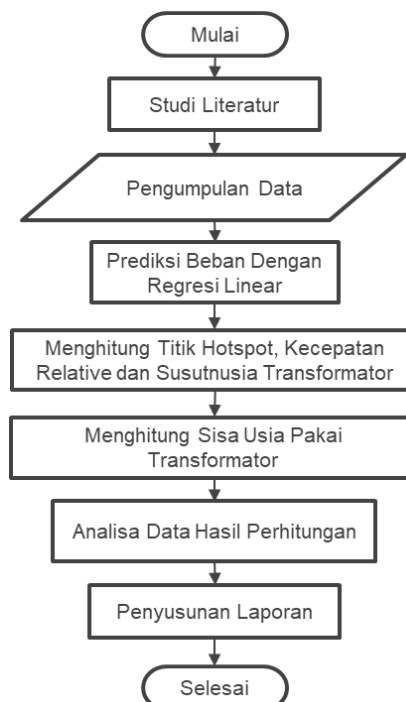 Mulai
Studi Literatur
Pengumpulan Data
Prediksi Beban Dengan
Regresi Linear
Menghitung Titik Hotspot, Kecepatan
Relative dan Susutnusia Transformator
Menghitung Sisa Usia Pakai
Transformator
Analisa Data Hasil Perhitungan
Penyusunan Laporan
Selesai